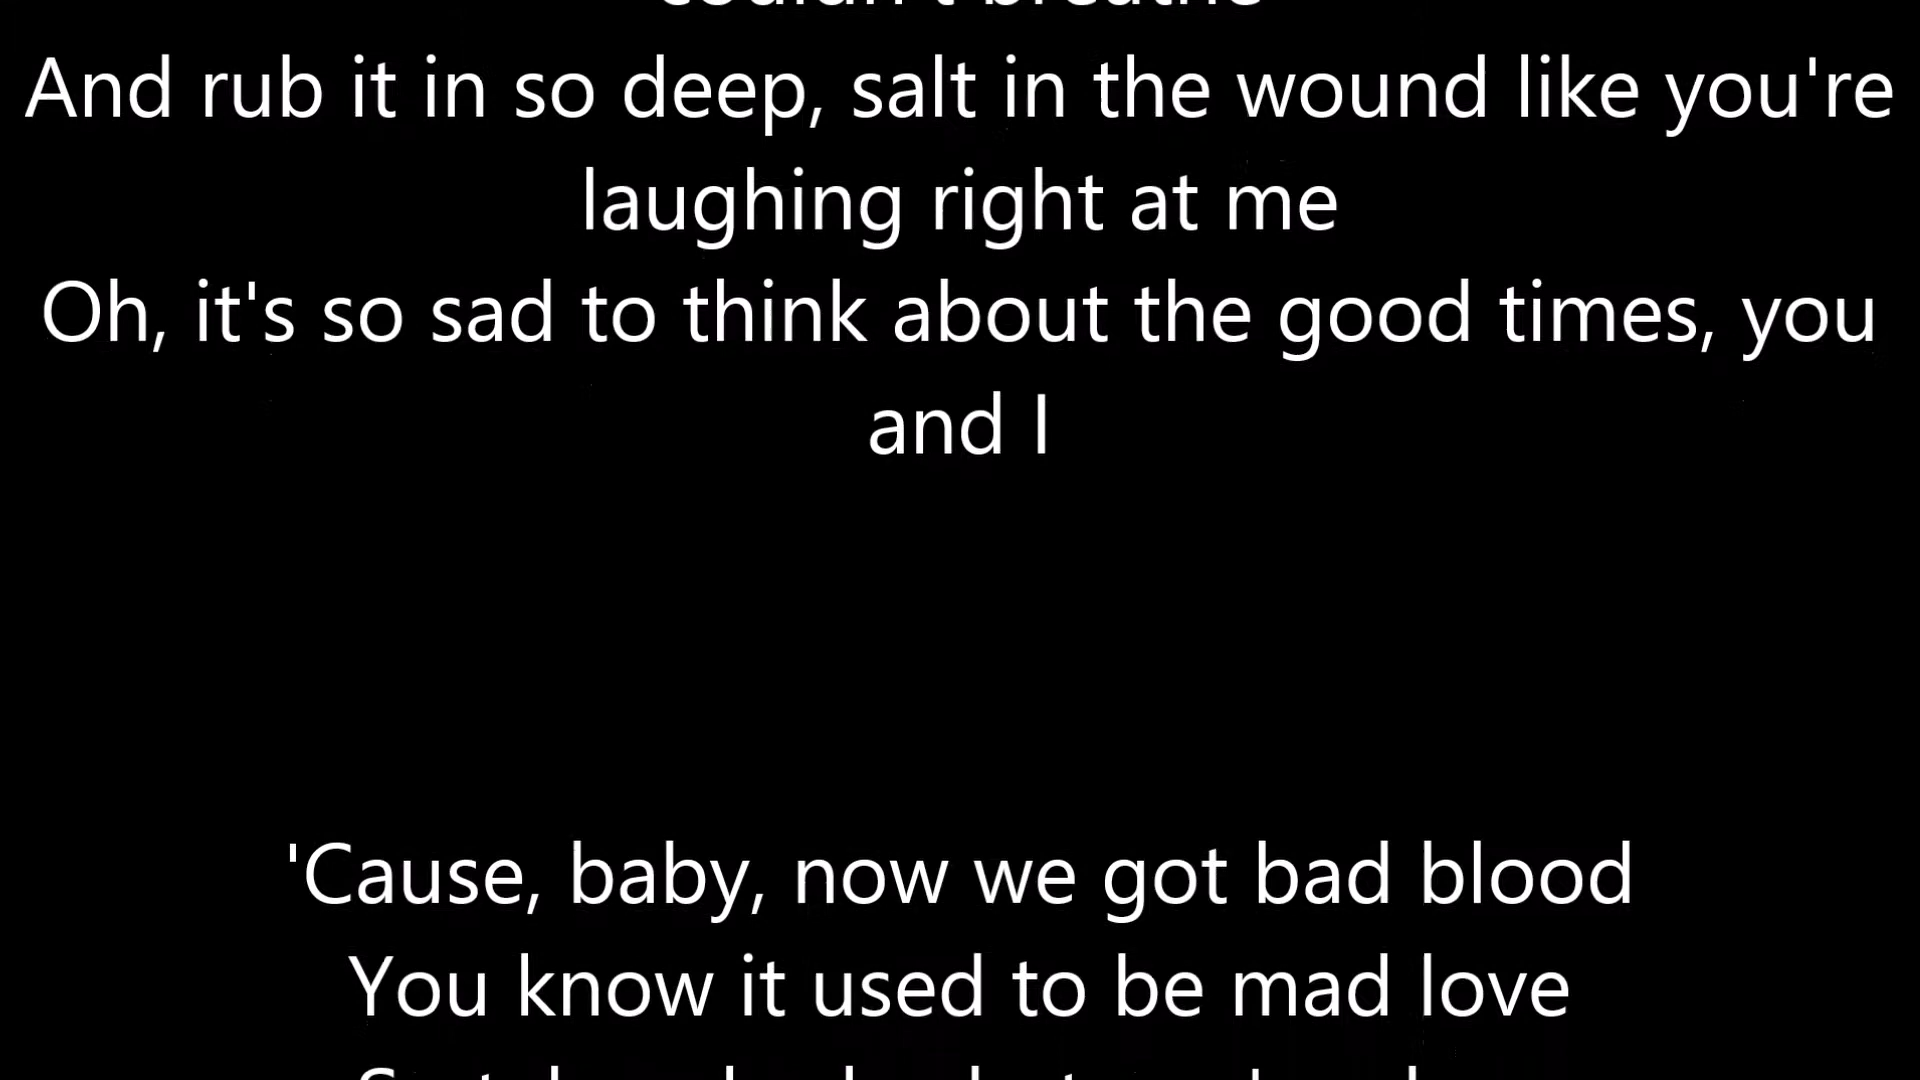 couldn't breathe
And rub it in so deep, salt in the wound like you're
laughing right at me
Oh, it's so sad to think about the good times, you
and I
'Cause, baby, now we got bad blood
You know it used to be mad love